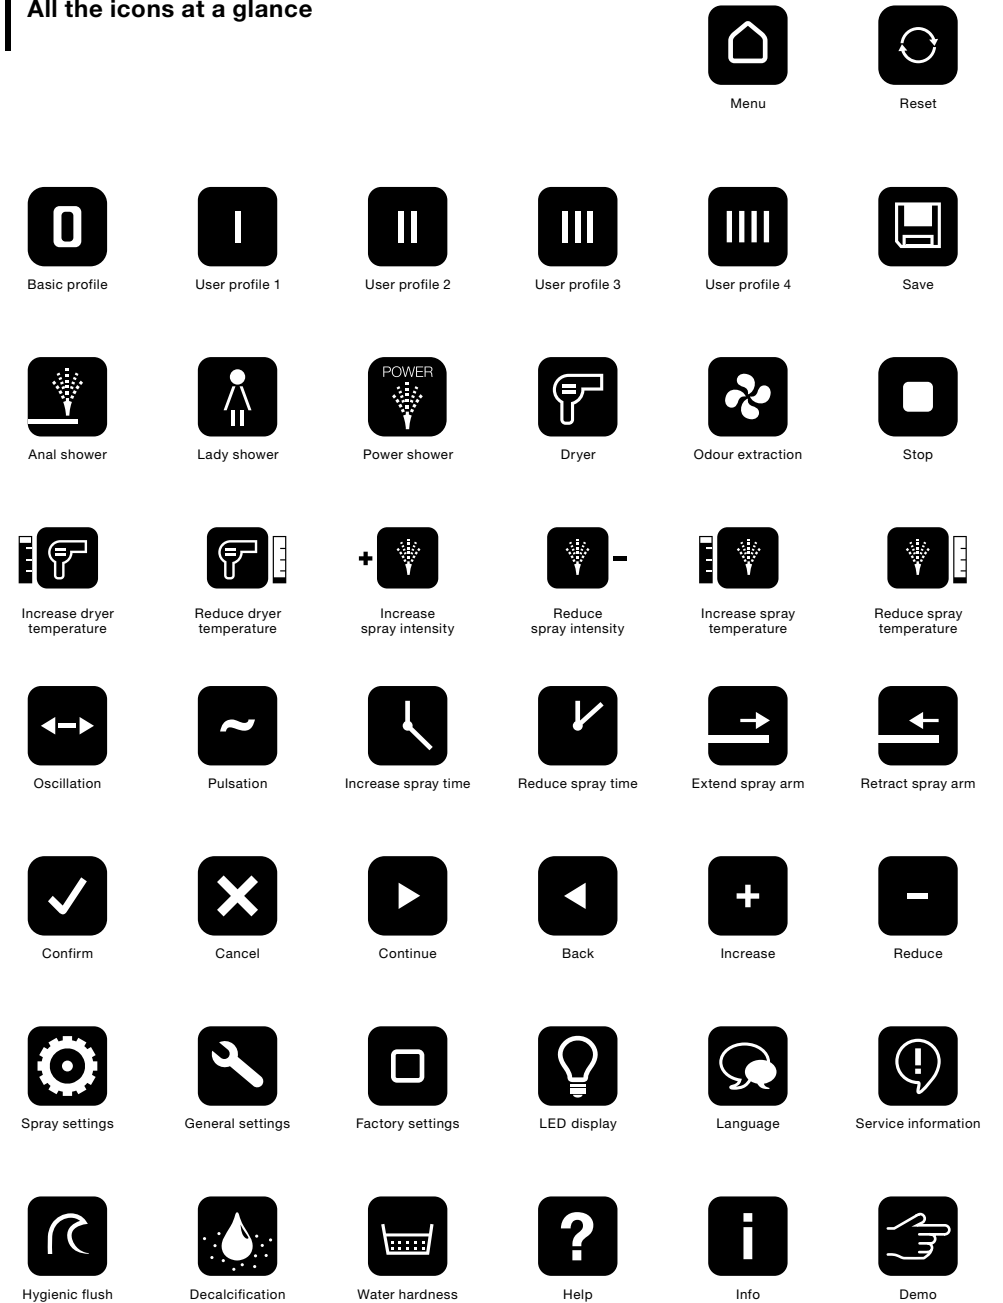 All the icons at a glance
Menu
Reset
Basic profile
User profile 1
User profile 2
User profile 3
User profile 4
Save
POWER
Anal shower
Lady shower
Power shower
Dryer
Odour extraction
Stop
Increase dryer
temperature
Reduce dryer
temperature
Increase
spray intensity
Reduce
spray intensity
Increase spray
temperature
Reduce spray
temperature
Oscillation
Pulsation
Increase spray time
Reduce spray time
Extend spray arm
Retract spray arm
Confirm
Cancel
Continue
Back
Increase
Reduce
Spray settings
General settings
Factory settings
LED display
Language
Service information
Hygienic flush
Decalcification
Water hardness
Help
Info
Demo